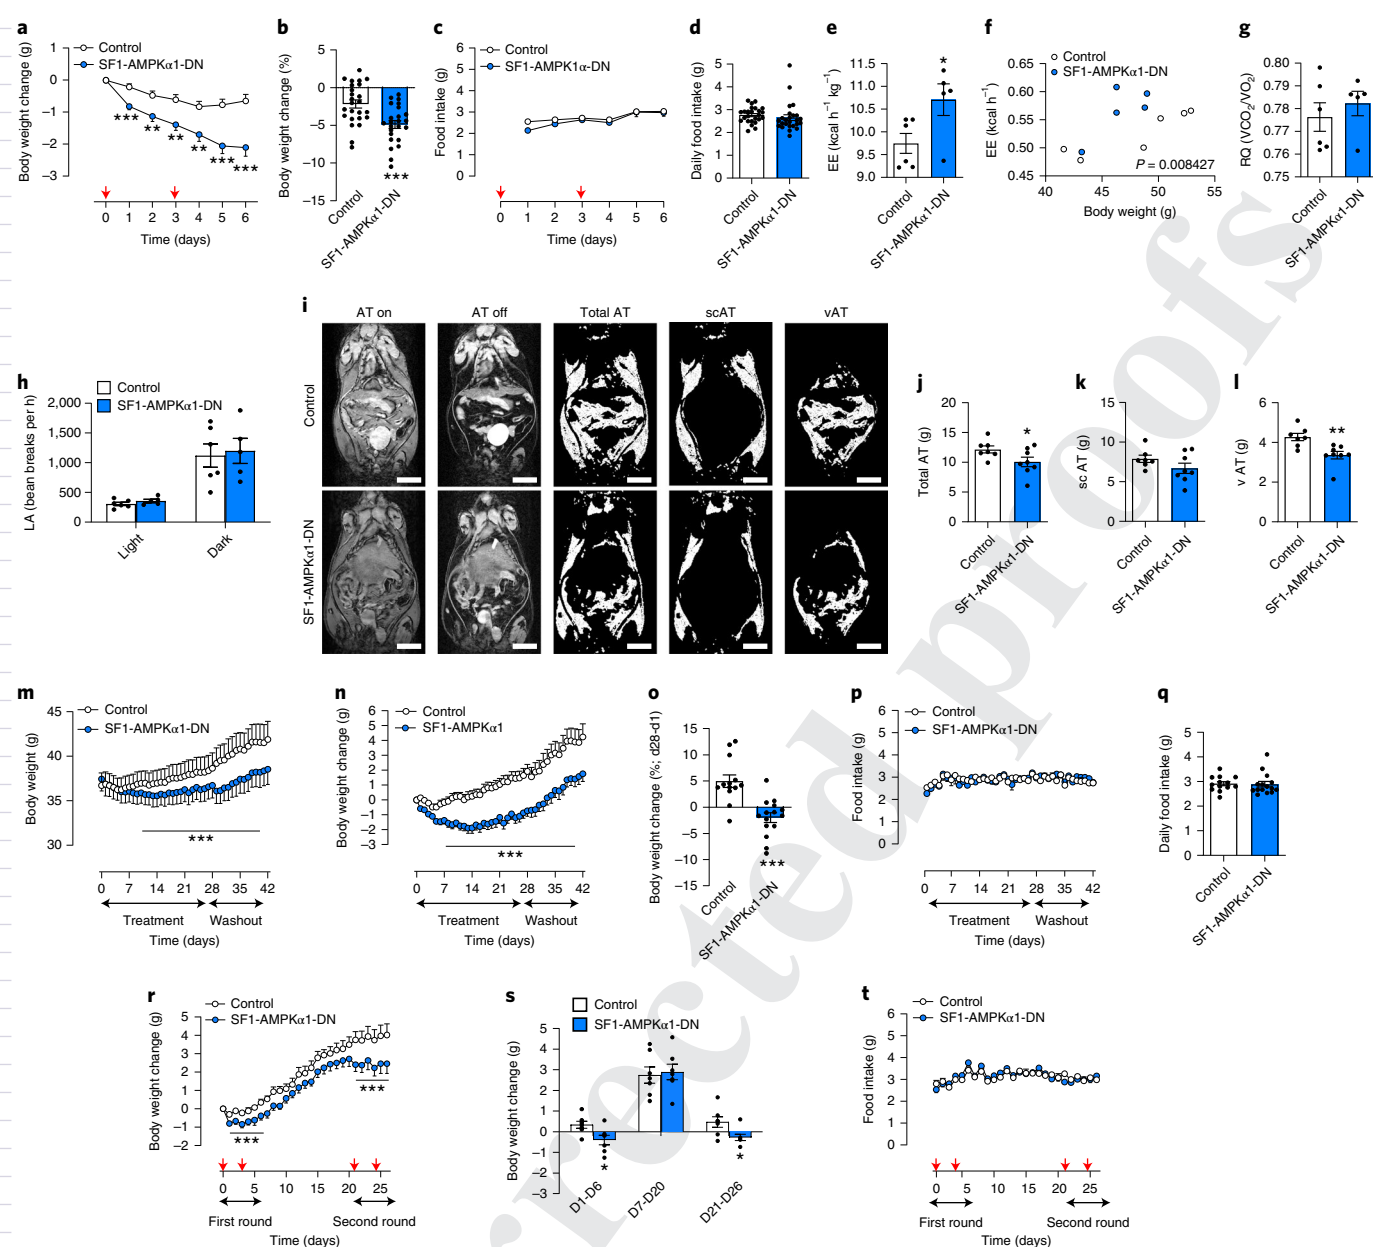 a
Control
SF1-AMPKα1-DN
Body weight change (g)
1
0
−1
−2
−3
***
**
**
**
***
***
0 1 2 3 4 5 6
Time (days)
b
Body weight change (%)
5
0
−5
−10
−15
***
Control
SF1-AMPKα1-DN
c
Control
SF1-AMPK1α-DN
Food intake (g)
6
5
4
3
2
1
0
0 1 2 3 4 5 6
Time (days)
d
Daily food intake (g)
5
4
3
2
1
0
Control
SF1-AMPKα1-DN
e
EE (kcal h−1 kg−1)
11.5
11.0
10.5
10.0
9.5
9.0
*
Control
SF1-AMPKα1-DN
f
Control
SF1-AMPKα1-DN
EE (kcal h−1)
0.65
0.60
0.55
0.50
0.45
P = 0.008427
40 45 50 55
Body weight (g)
g
RQ (VCO2/VO2)
0.80
0.79
0.78
0.77
0.76
0.75
Control
SF1-AMPKα1-DN
h
Control
SF1-AMPKα1-DN
LA (bean breaks per h)
2,000
1,500
1,000
500
0
Light Dark
i
AT on AT off Total AT scAT vAT
Control
SF1-AMPKα1-DN
j
Total AT (g)
20
15
10
5
0
*
Control
SF1-AMPKα1-DN
k
sc AT (g)
15
10
5
0
Control
SF1-AMPKα1-DN
l
v AT (g)
6
4
2
0
**
Control
SF1-AMPKα1-DN
m
Control
SF1-AMPKα1-DN
Body weight (g)
45
40
35
30
***
0 7 14 21 28 35 42
Treatment Washout
Time (days)
n
Control
SF1-AMPKα1
Body weight change (g)
6
5
4
3
2
1
0
−1
−2
−3
***
0 7 14 21 28 35 42
Treatment Washout
Time (days)
o
Body weight change (%; d28-d1)
15
10
5
0
−5
−10
−15
***
Control
SF1-AMPKα1-DN
p
Control
SF1-AMPKα1-DN
Food intake (g)
6
5
4
3
2
1
0
0 7 14 21 28 35 42
Treatment Washout
Time (days)
q
Daily food intake (g)
5
4
3
2
1
0
Control
SF1-AMPKα1-DN
r
Control
SF1-AMPKα1-DN
Body weight change (g)
5
4
3
2
1
0
−1
−2
***
***
0 5 10 15 20 25
First round Second round
Time (days)
s
Control
SF1-AMPKα1-DN
Body weight change (g)
5
4
3
2
1
0
−1
−2
−3
*
*
D1-D6 D7-D20 D21-D26
t
Control
SF1-AMPKα1-DN
Food intake (g)
6
5
4
3
2
1
0
0 5 10 15 20 25
First round Second round
Time (days)
rected proofs